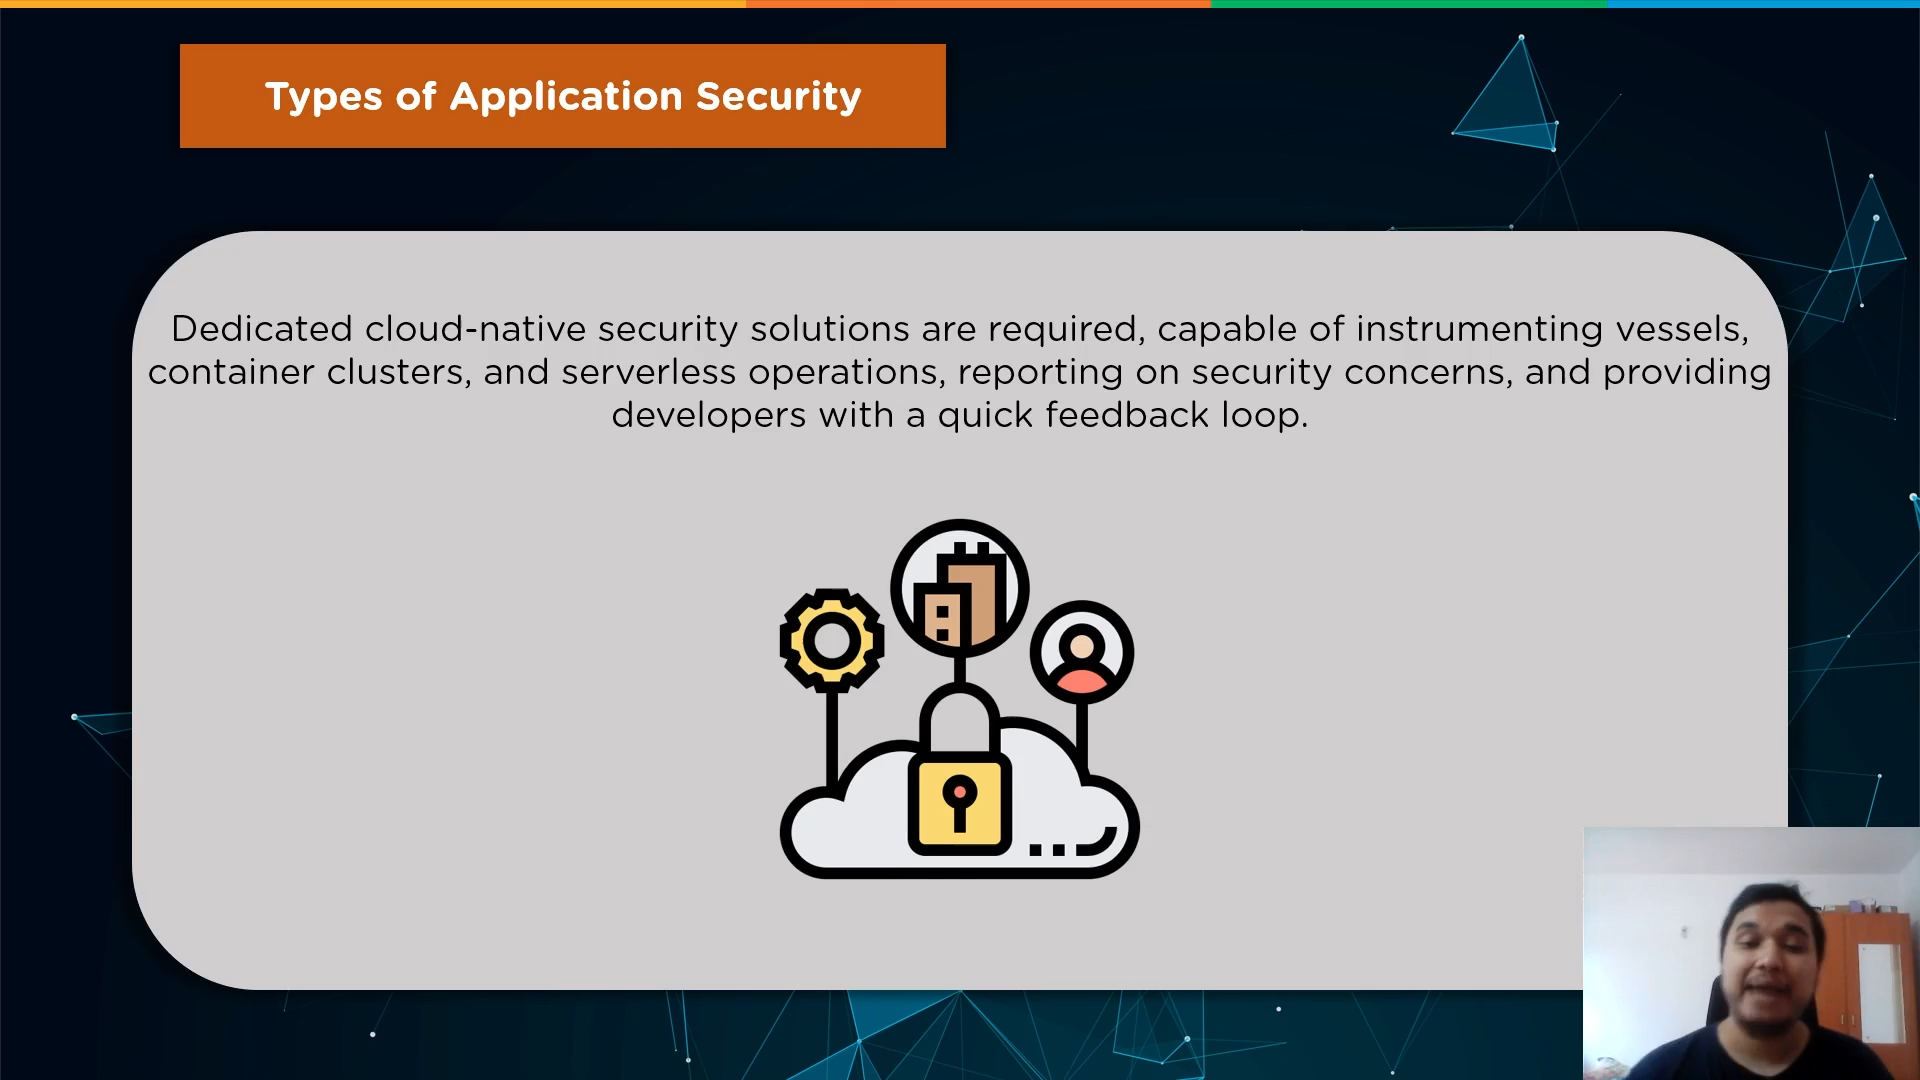 Types of Application Security
Dedicated cloud-native security solutions are required, capable of instrumenting vessels,
container clusters, and serverless operations, reporting on security concerns, and providing
developers with a quick feedback loop.